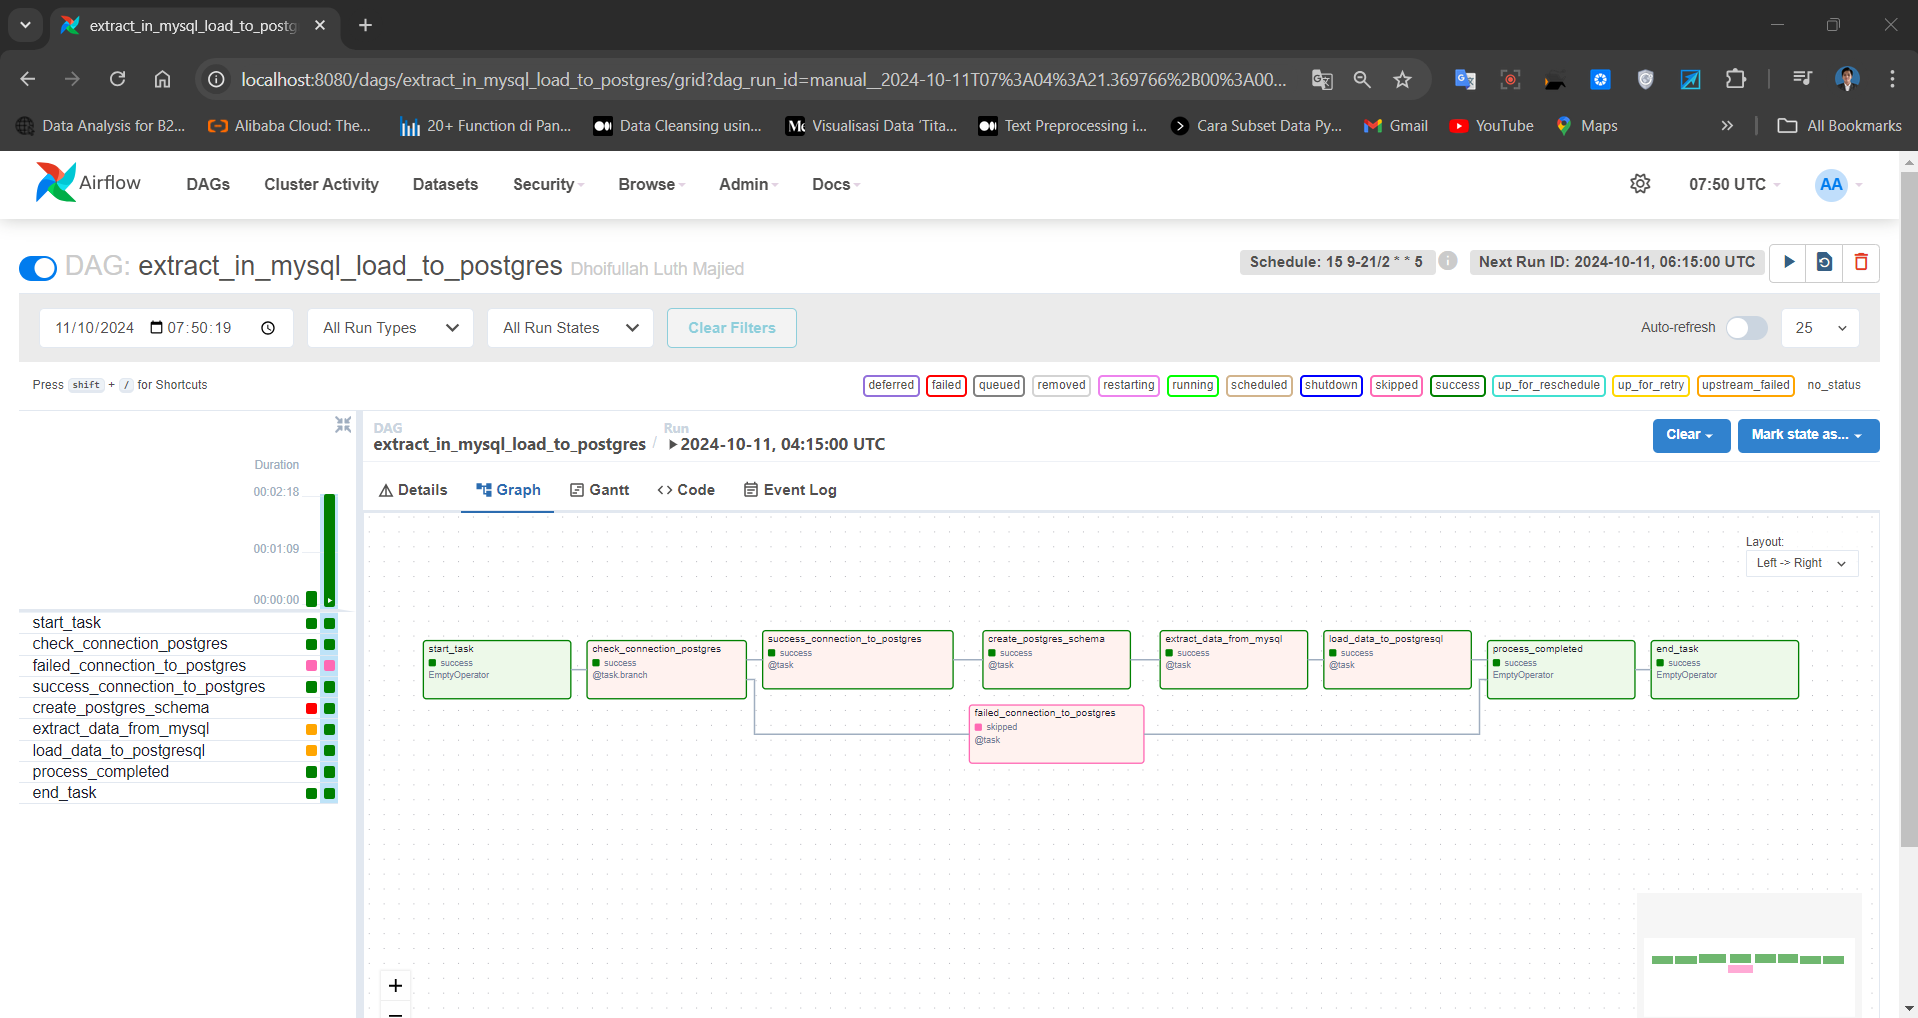 extract_in_mysql_load_to_postg
localhost:8080/dags/extract_in_mysql_load_to_postgres/grid?dag_run_id=manual__2024-10-11T07%3A04%3A21.369766%2B00%3A00...
Data Analysis for B2...
Alibaba Cloud: The...
20+ Function di Pan...
Data Cleansing usin...
Visualisasi Data ‘Tita...
Text Preprocessing i...
Cara Subset Data Py...
Gmail
YouTube
Maps
All Bookmarks
Airflow
DAGs
Cluster Activity
Datasets
Security
Browse
Admin
Docs
07:50 UTC
AA
DAG: extract_in_mysql_load_to_postgres Dhoifullah Luth Majied
Schedule: 15 9-21/2 * * 5
Next Run ID: 2024-10-11, 06:15:00 UTC
11/10/2024 07:50:19
All Run Types
All Run States
Clear Filters
Auto-refresh
25
Press shift + / for Shortcuts
deferred
failed
queued
removed
restarting
running
scheduled
shutdown
skipped
success
up_for_reschedule
up_for_retry
upstream_failed
no_status
Duration
00:02:18
00:01:09
00:00:00
start_task
check_connection_postgres
failed_connection_to_postgres
success_connection_to_postgres
create_postgres_schema
extract_data_from_mysql
load_data_to_postgresql
process_completed
end_task
DAG
extract_in_mysql_load_to_postgres
/
Run
2024-10-11, 04:15:00 UTC
Clear
Mark state as...
Details
Graph
Gantt
Code
Event Log
Layout:
Left -> Right
start_task
success
EmptyOperator
check_connection_postgres
success
@task.branch
success_connection_to_postgres
success
@task
create_postgres_schema
success
@task
extract_data_from_mysql
success
@task
load_data_to_postgresql
success
@task
failed_connection_to_postgres
skipped
@task
process_completed
success
EmptyOperator
end_task
success
EmptyOperator